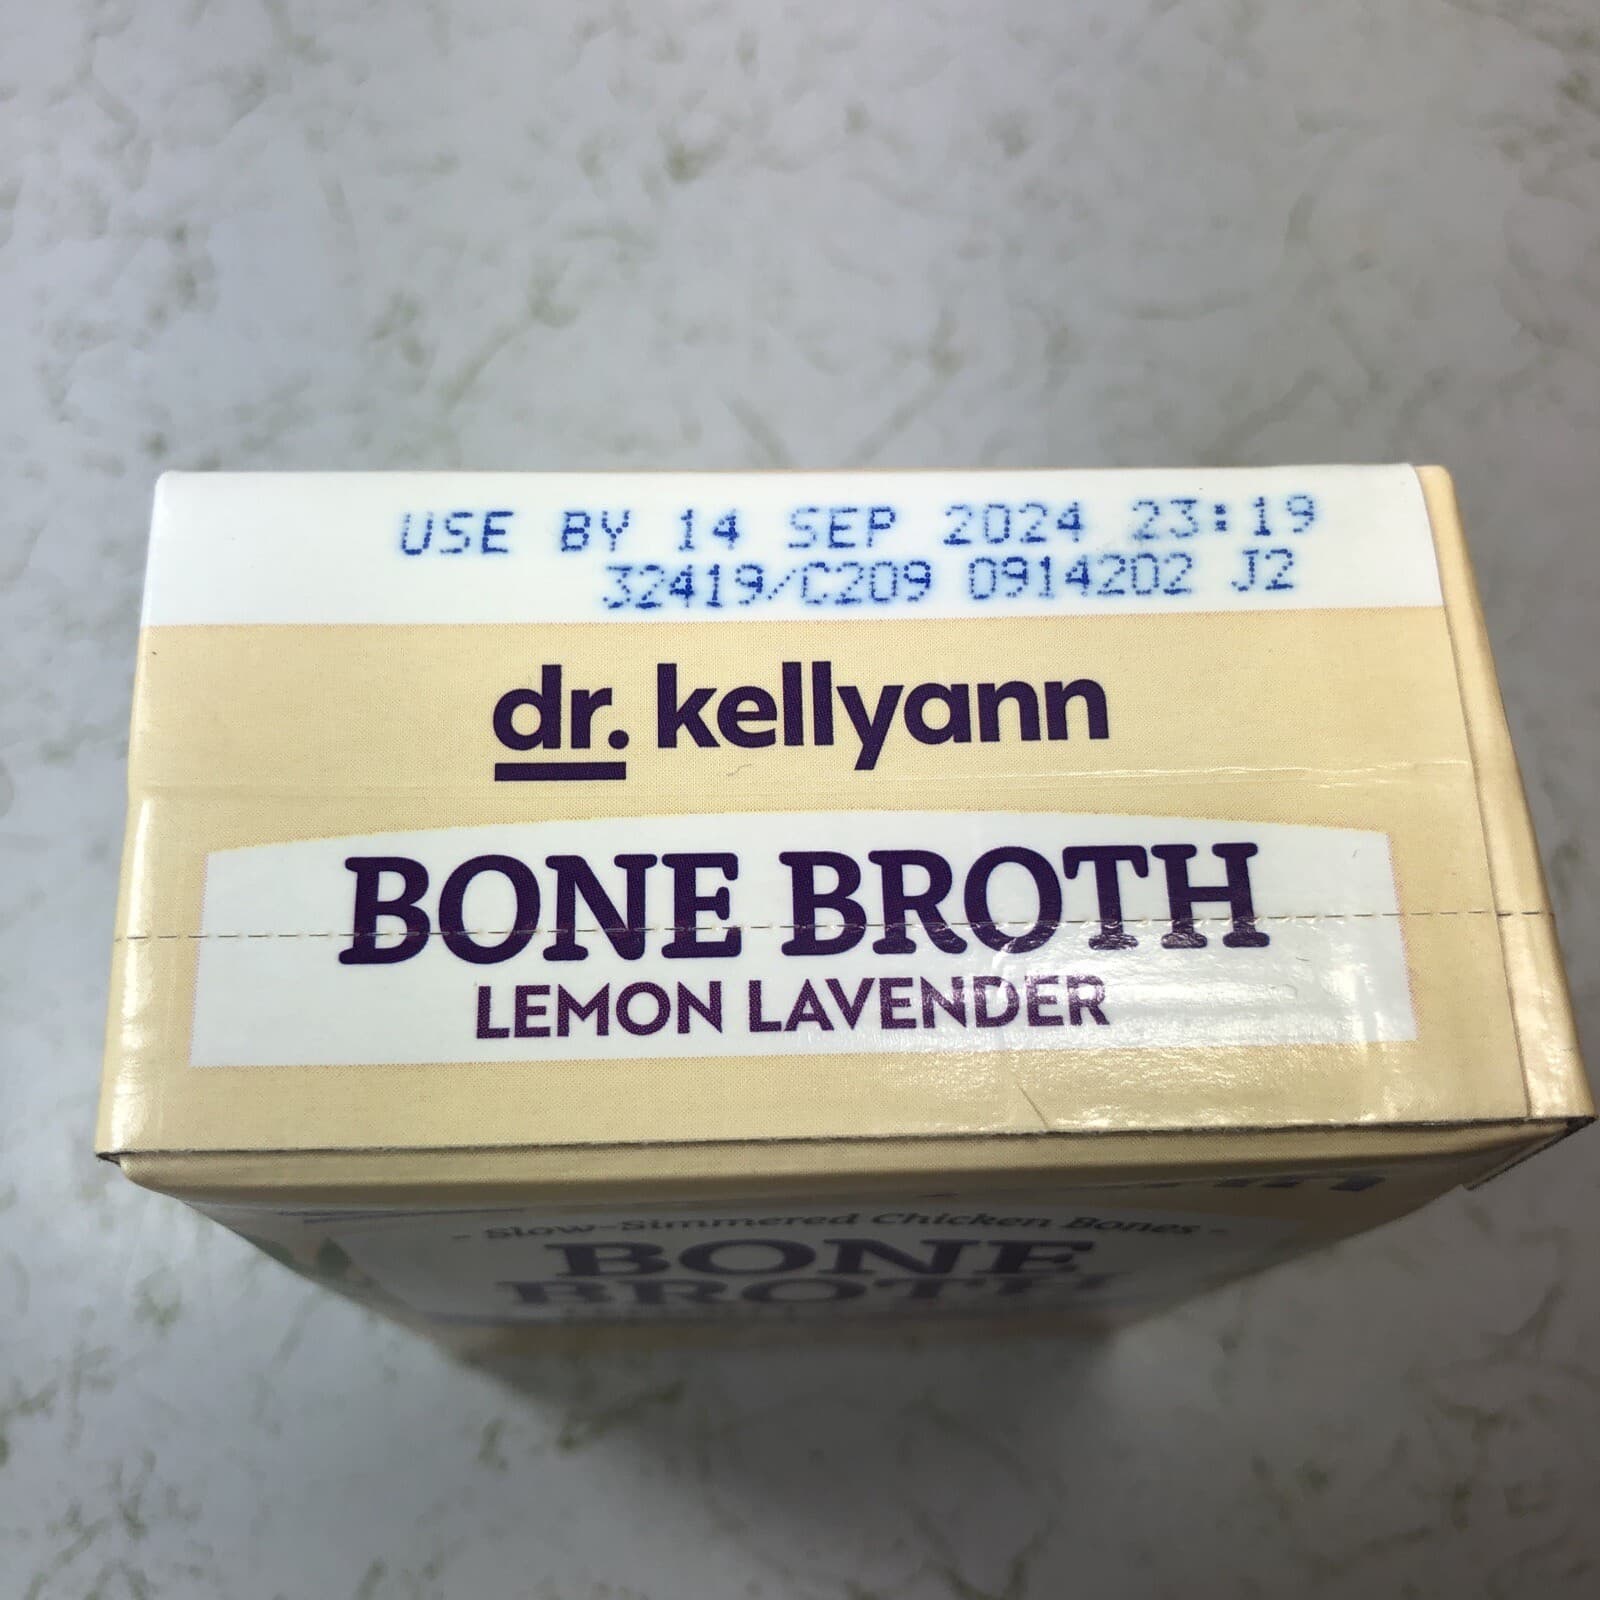 USE BY 14 SEP 2024 23:19
32419/C209 0914202 J2
dr. kellyann
BONE BROTH
LEMON LAVENDER
- Slow-Simmered Chicken Bones -
BONE
BROTH